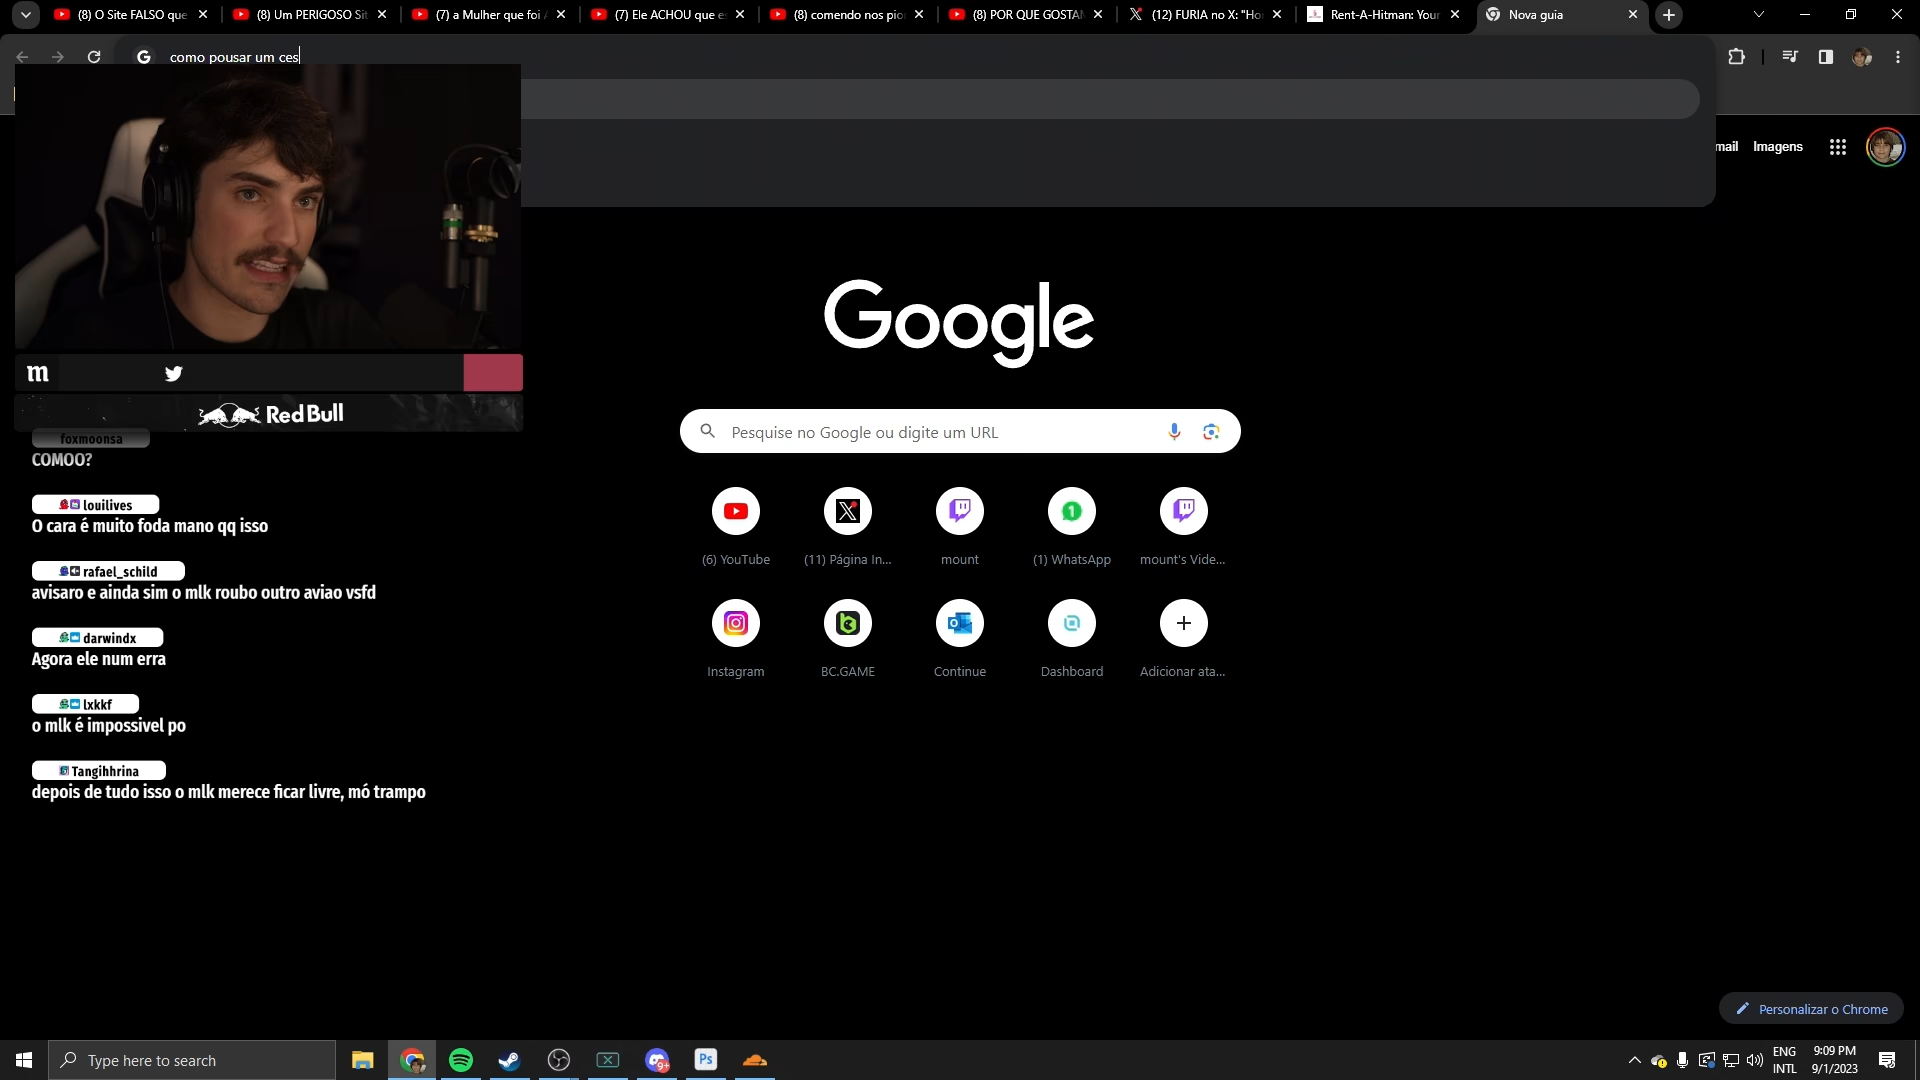 (8) O Site FALSO que
(8) Um PERIGOSO Sit
(7) a Mulher que foi
(7) Ele ACHOU que e
(8) comendo nos pio
(8) POR QUE GOSTA
(12) FURIA no X: "Ho
Rent-A-Hitman: Your
Nova guia
como pousar um ces
mail
Imagens
Google
Pesquise no Google ou digite um URL
(6) YouTube
(11) Página In...
mount
(1) WhatsApp
mount's Vide...
Instagram
BC.GAME
Continue
Dashboard
Adicionar ata...
m
Red Bull
foxmoonsa
COMOO?
louilives
O cara é muito foda mano qq isso
rafael_schild
avisaro e ainda sim o mlk roubo outro aviao vsfd
darwindx
Agora ele num erra
lxkkf
o mlk é impossivel po
Tangihhrina
depois de tudo isso o mlk merece ficar livre, mó trampo
Personalizar o Chrome
Type here to search
9+
Ps
ENG
INTL
9:09 PM
9/1/2023